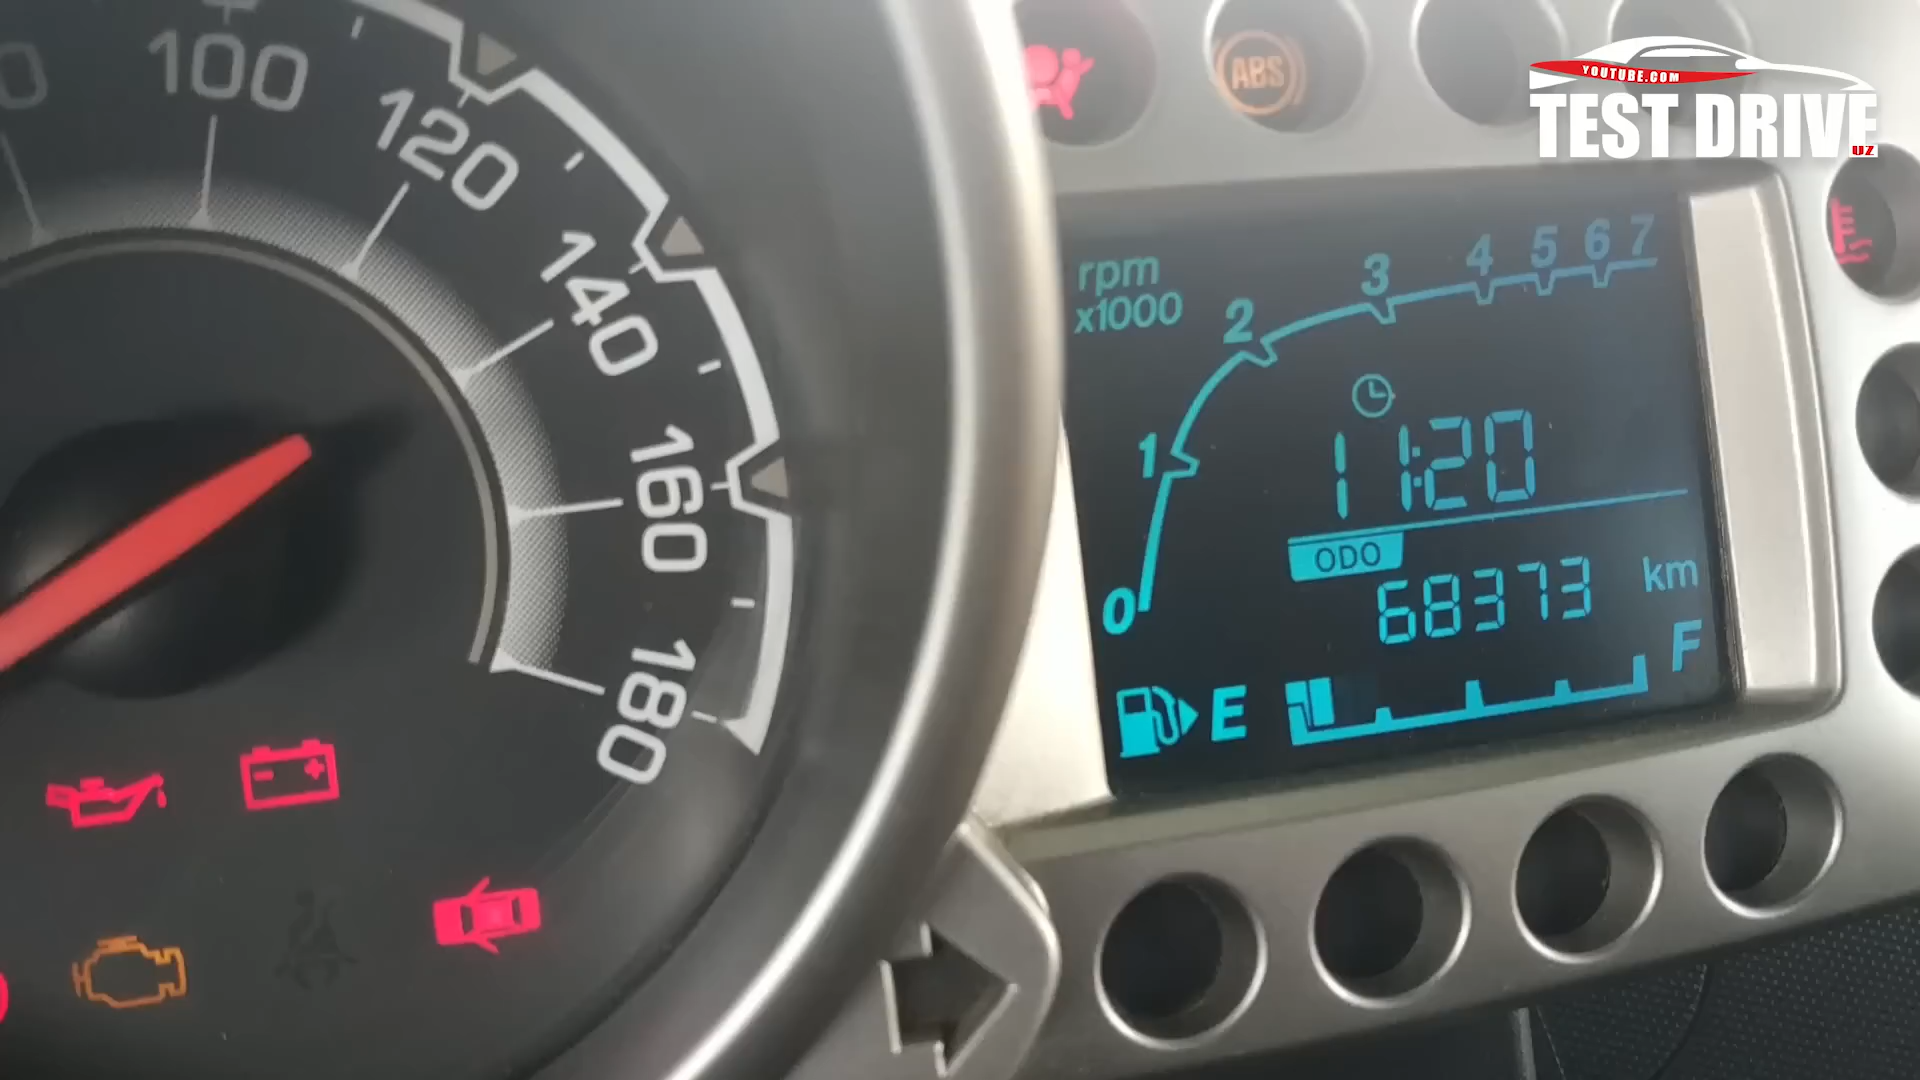 100
120
140
160
180
ABS
YOUTUBE.COM
TEST DRIVE
UZ
rpm
x1000
0 1 2 3 4 5 6 7
11:20
ODO
68373 km
E F